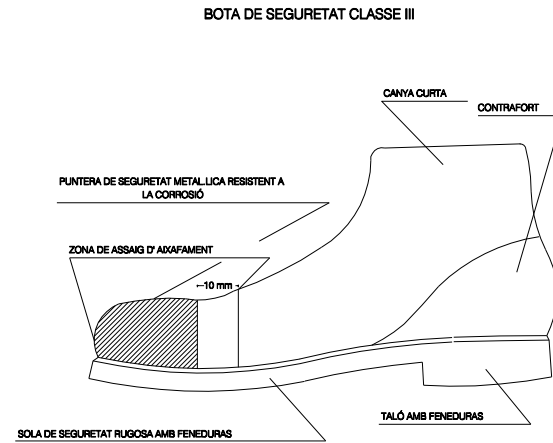 BOTA DE SEGURETAT CLASSE III
CANYA CURTA
CONTRAFORT
PUNTERA DE SEGURETAT METAL.LICA RESISTENT A
LA CORROSIÓ
ZONA DE ASSAIG D' AIXAFAMENT
10 mm
TALÓ AMB FENEDURAS
SOLA DE SEGURETAT RUGOSA AMB FENEDURAS